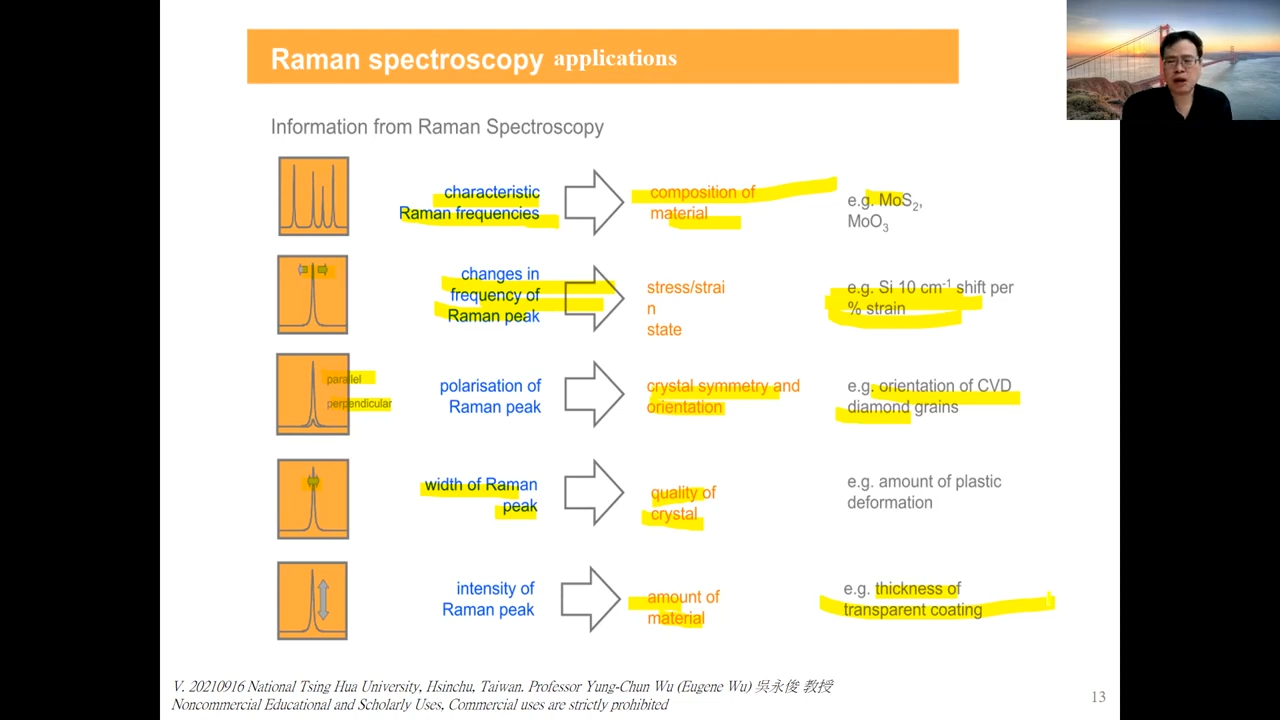 Raman spectroscopy applications
Information from Raman Spectroscopy
characteristic
Raman frequencies
composition of
material
e.g. MoS2,
MoO3
changes in
frequency of
Raman peak
stress/strai
n
state
e.g. Si 10 cm-1 shift per
% strain
parallel
perpendicular
polarisation of
Raman peak
crystal symmetry and
orientation
e.g. orientation of CVD
diamond grains
width of Raman
peak
quality of
crystal
e.g. amount of plastic
deformation
intensity of
Raman peak
amount of
material
e.g. thickness of
transparent coating
V. 20210916 National Tsing Hua University, Hsinchu, Taiwan. Professor Yung-Chun Wu (Eugene Wu) 吳永俊 教授
Noncommercial Educational and Scholarly Uses, Commercial uses are strictly prohibited
13